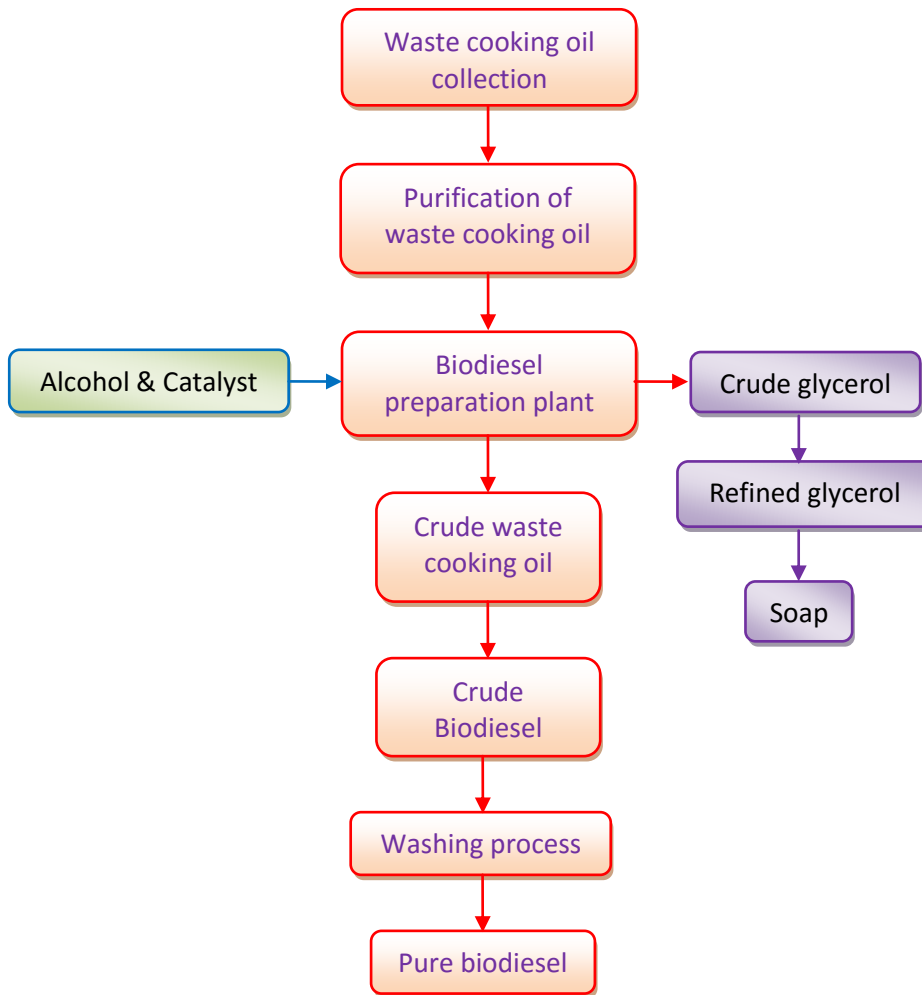 Waste cooking oil
collection
Purification of
waste cooking oil
Alcohol & Catalyst
Biodiesel
preparation plant
Crude glycerol
Refined glycerol
Soap
Crude waste
cooking oil
Crude
Biodiesel
Washing process
Pure biodiesel